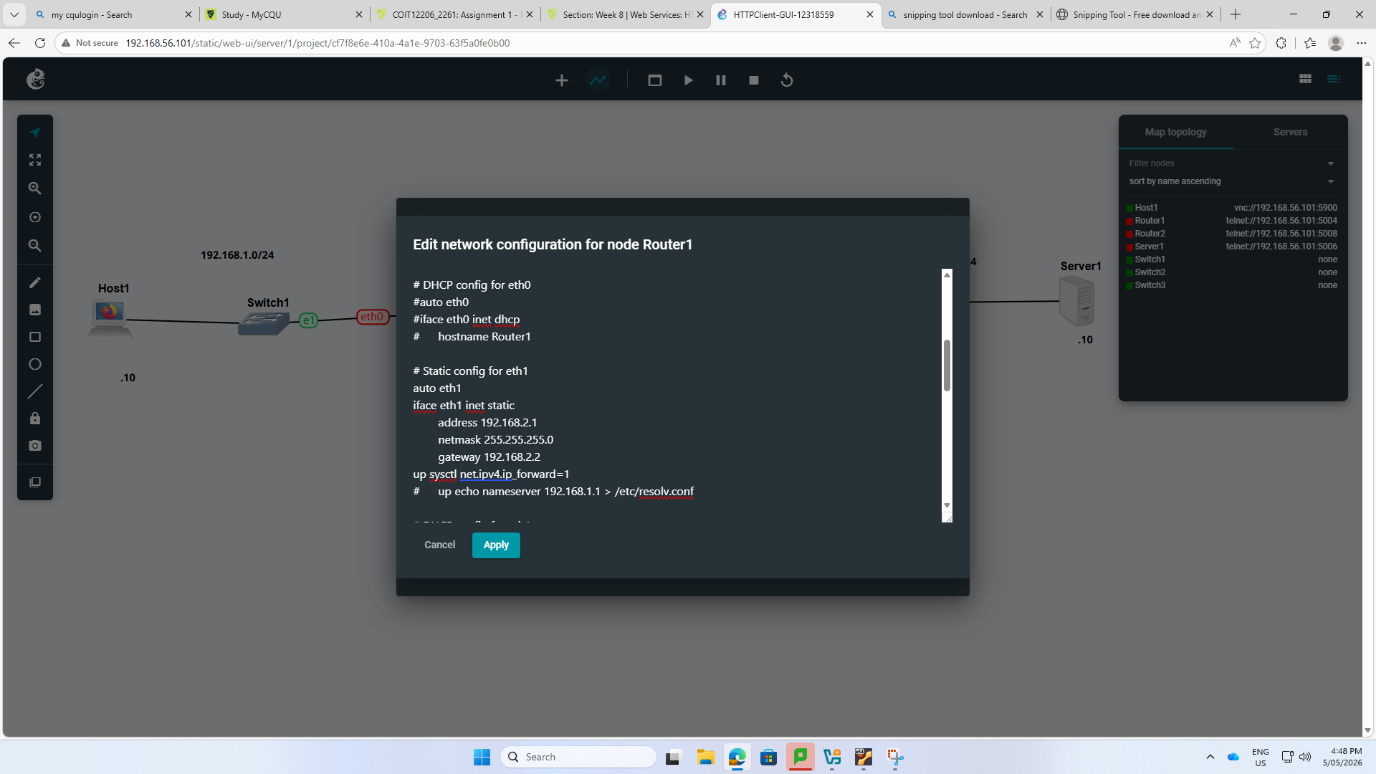 my cqulogin - Search
Study - MyCQU
COIT12206_2261: Assignment 1 -
Section: Week 8 | Web Services: HT
HTTPClient-GUI-12318559
snipping tool download - Search
Snipping Tool - Free download an
Not secure
192.168.56.101/static/web-ui/server/1/project/cf7f8e6e-410a-4a1e-9703-63f5a0fe0b00
Map topology
Servers
Filter nodes
sort by name ascending
Host1 vnc://192.168.56.101:5900
Router1 telnet://192.168.56.101:5004
Router2 telnet://192.168.56.101:5008
Server1 telnet://192.168.56.101:5006
Switch1 none
Switch2 none
Switch3 none
192.168.1.0/24
Host1
Switch1
e1
eth0
.10
4
Server1
.10
Edit network configuration for node Router1
# DHCP config for eth0
#auto eth0
#iface eth0 inet dhcp
# hostname Router1
# Static config for eth1
auto eth1
iface eth1 inet static
address 192.168.2.1
netmask 255.255.255.0
gateway 192.168.2.2
up sysctl net.ipv4.ip_forward=1
# up echo nameserver 192.168.1.1 > /etc/resolv.conf
Cancel
Apply
Search
ENG
US
4:48 PM
5/05/2026